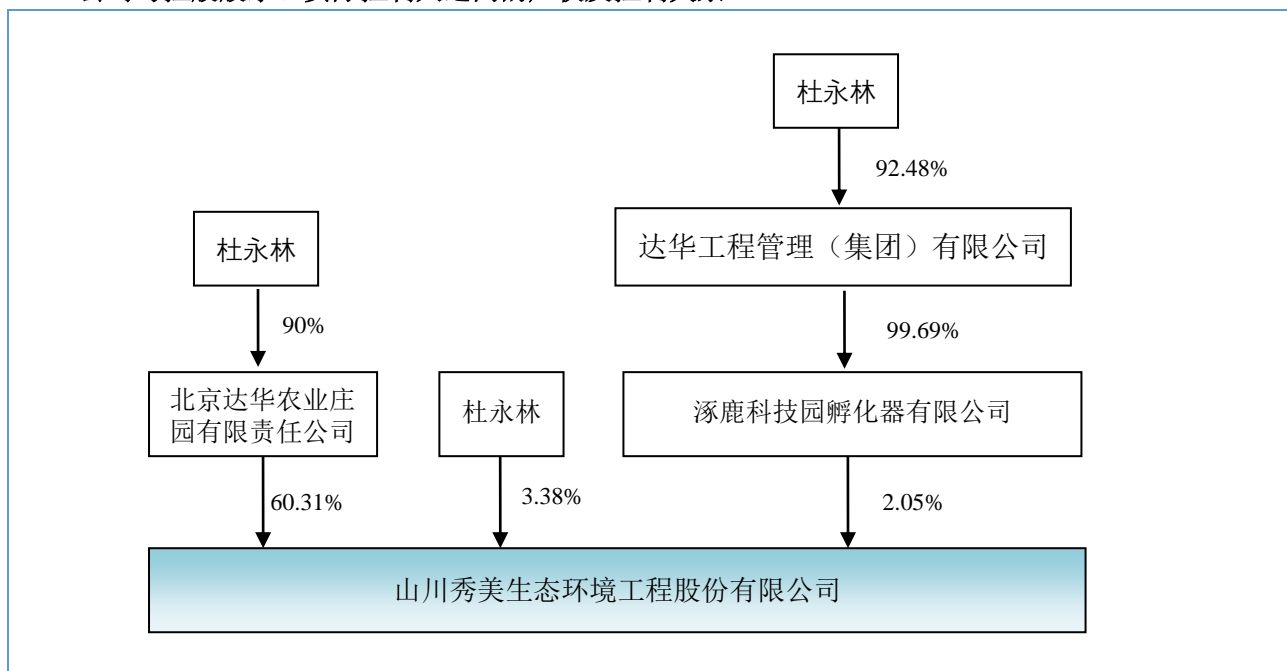 杜永林
92.48%
杜永林
达华工程管理（集团）有限公司
90%
99.69%
北京达华农业庄
园有限责任公司
杜永林
涿鹿科技园孵化器有限公司
60.31%
3.38%
2.05%
山川秀美生态环境工程股份有限公司